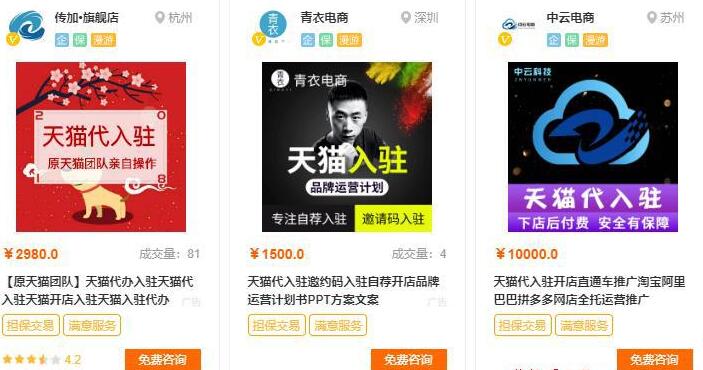 传加•旗舰店
杭州
企 保 漫游
2 0
天猫代入驻
原天猫团队亲自操作
1 8
￥2980.0
成交量：81
【原天猫团队】天猫代办入驻天猫代
入驻天猫开店入驻天猫入驻代办
广告
担保交易 满意服务
4.2
免费咨询
青衣
青衣电商
深圳
企 保 漫游
青衣
青衣电商
天猫入驻
品牌运营计划
专注自荐入驻 邀请码入驻
￥1500.0
成交量：4
天猫代入驻邀约码入驻自荐开店品牌
运营计划书PPT方案文案
广告
担保交易 满意服务
免费咨询
中云电商
苏州
企 保 漫游
中云科技
天猫代入驻
下店后付费 安全有保障
￥10000.0
天猫代入驻开店直通车推广淘宝阿里
巴巴拼多多网店全托运营推广
担保交易 满意服务
免费咨询